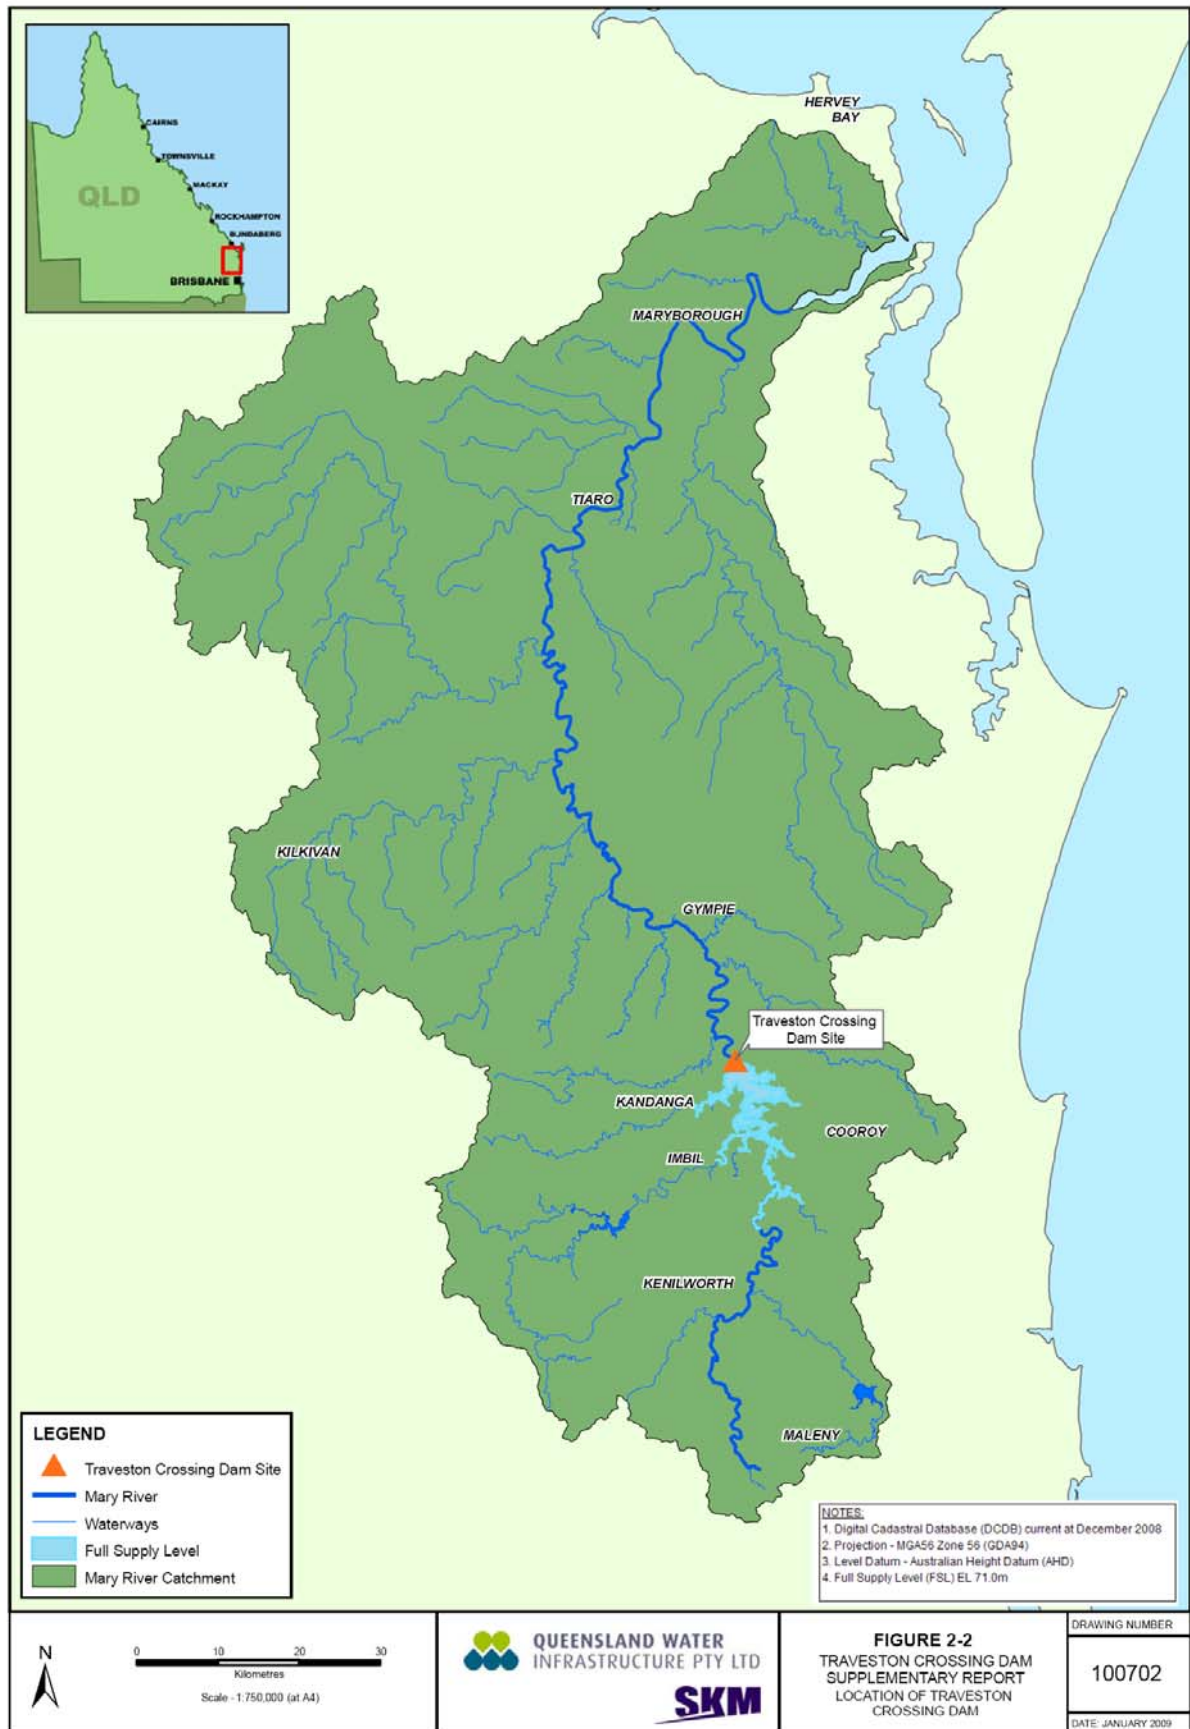 HERVEY
BAY
CAIRNS
TOWNSVILLE
MACKAY
QLD
ROCKHAMPTON
BUNDABERG
BRISBANE
MARYBOROUGH
TIARO
KILKIVAN
GYMPIE
Traveston Crossing
Dam Site
KANDANGA
COOROY
IMBIL
KENILWORTH
MALENY
LEGEND
Traveston Crossing Dam Site
Mary River
Waterways
Full Supply Level
Mary River Catchment
NOTES:
1. Digital Cadastral Database (DCDB) current at December 2008
2. Projection - MGA56 Zone 56 (GDA94)
3. Level Datum - Australian Height Datum (AHD)
4. Full Supply Level (FSL) EL 71.0m
N
0 10 20 30
Kilometres
Scale - 1:750,000 (at A4)
QUEENSLAND WATER
INFRASTRUCTURE PTY LTD
SKM
FIGURE 2-2
TRAVESTON CROSSING DAM
SUPPLEMENTARY REPORT
LOCATION OF TRAVESTON
CROSSING DAM
DRAWING NUMBER
100702
DATE: JANUARY 2009